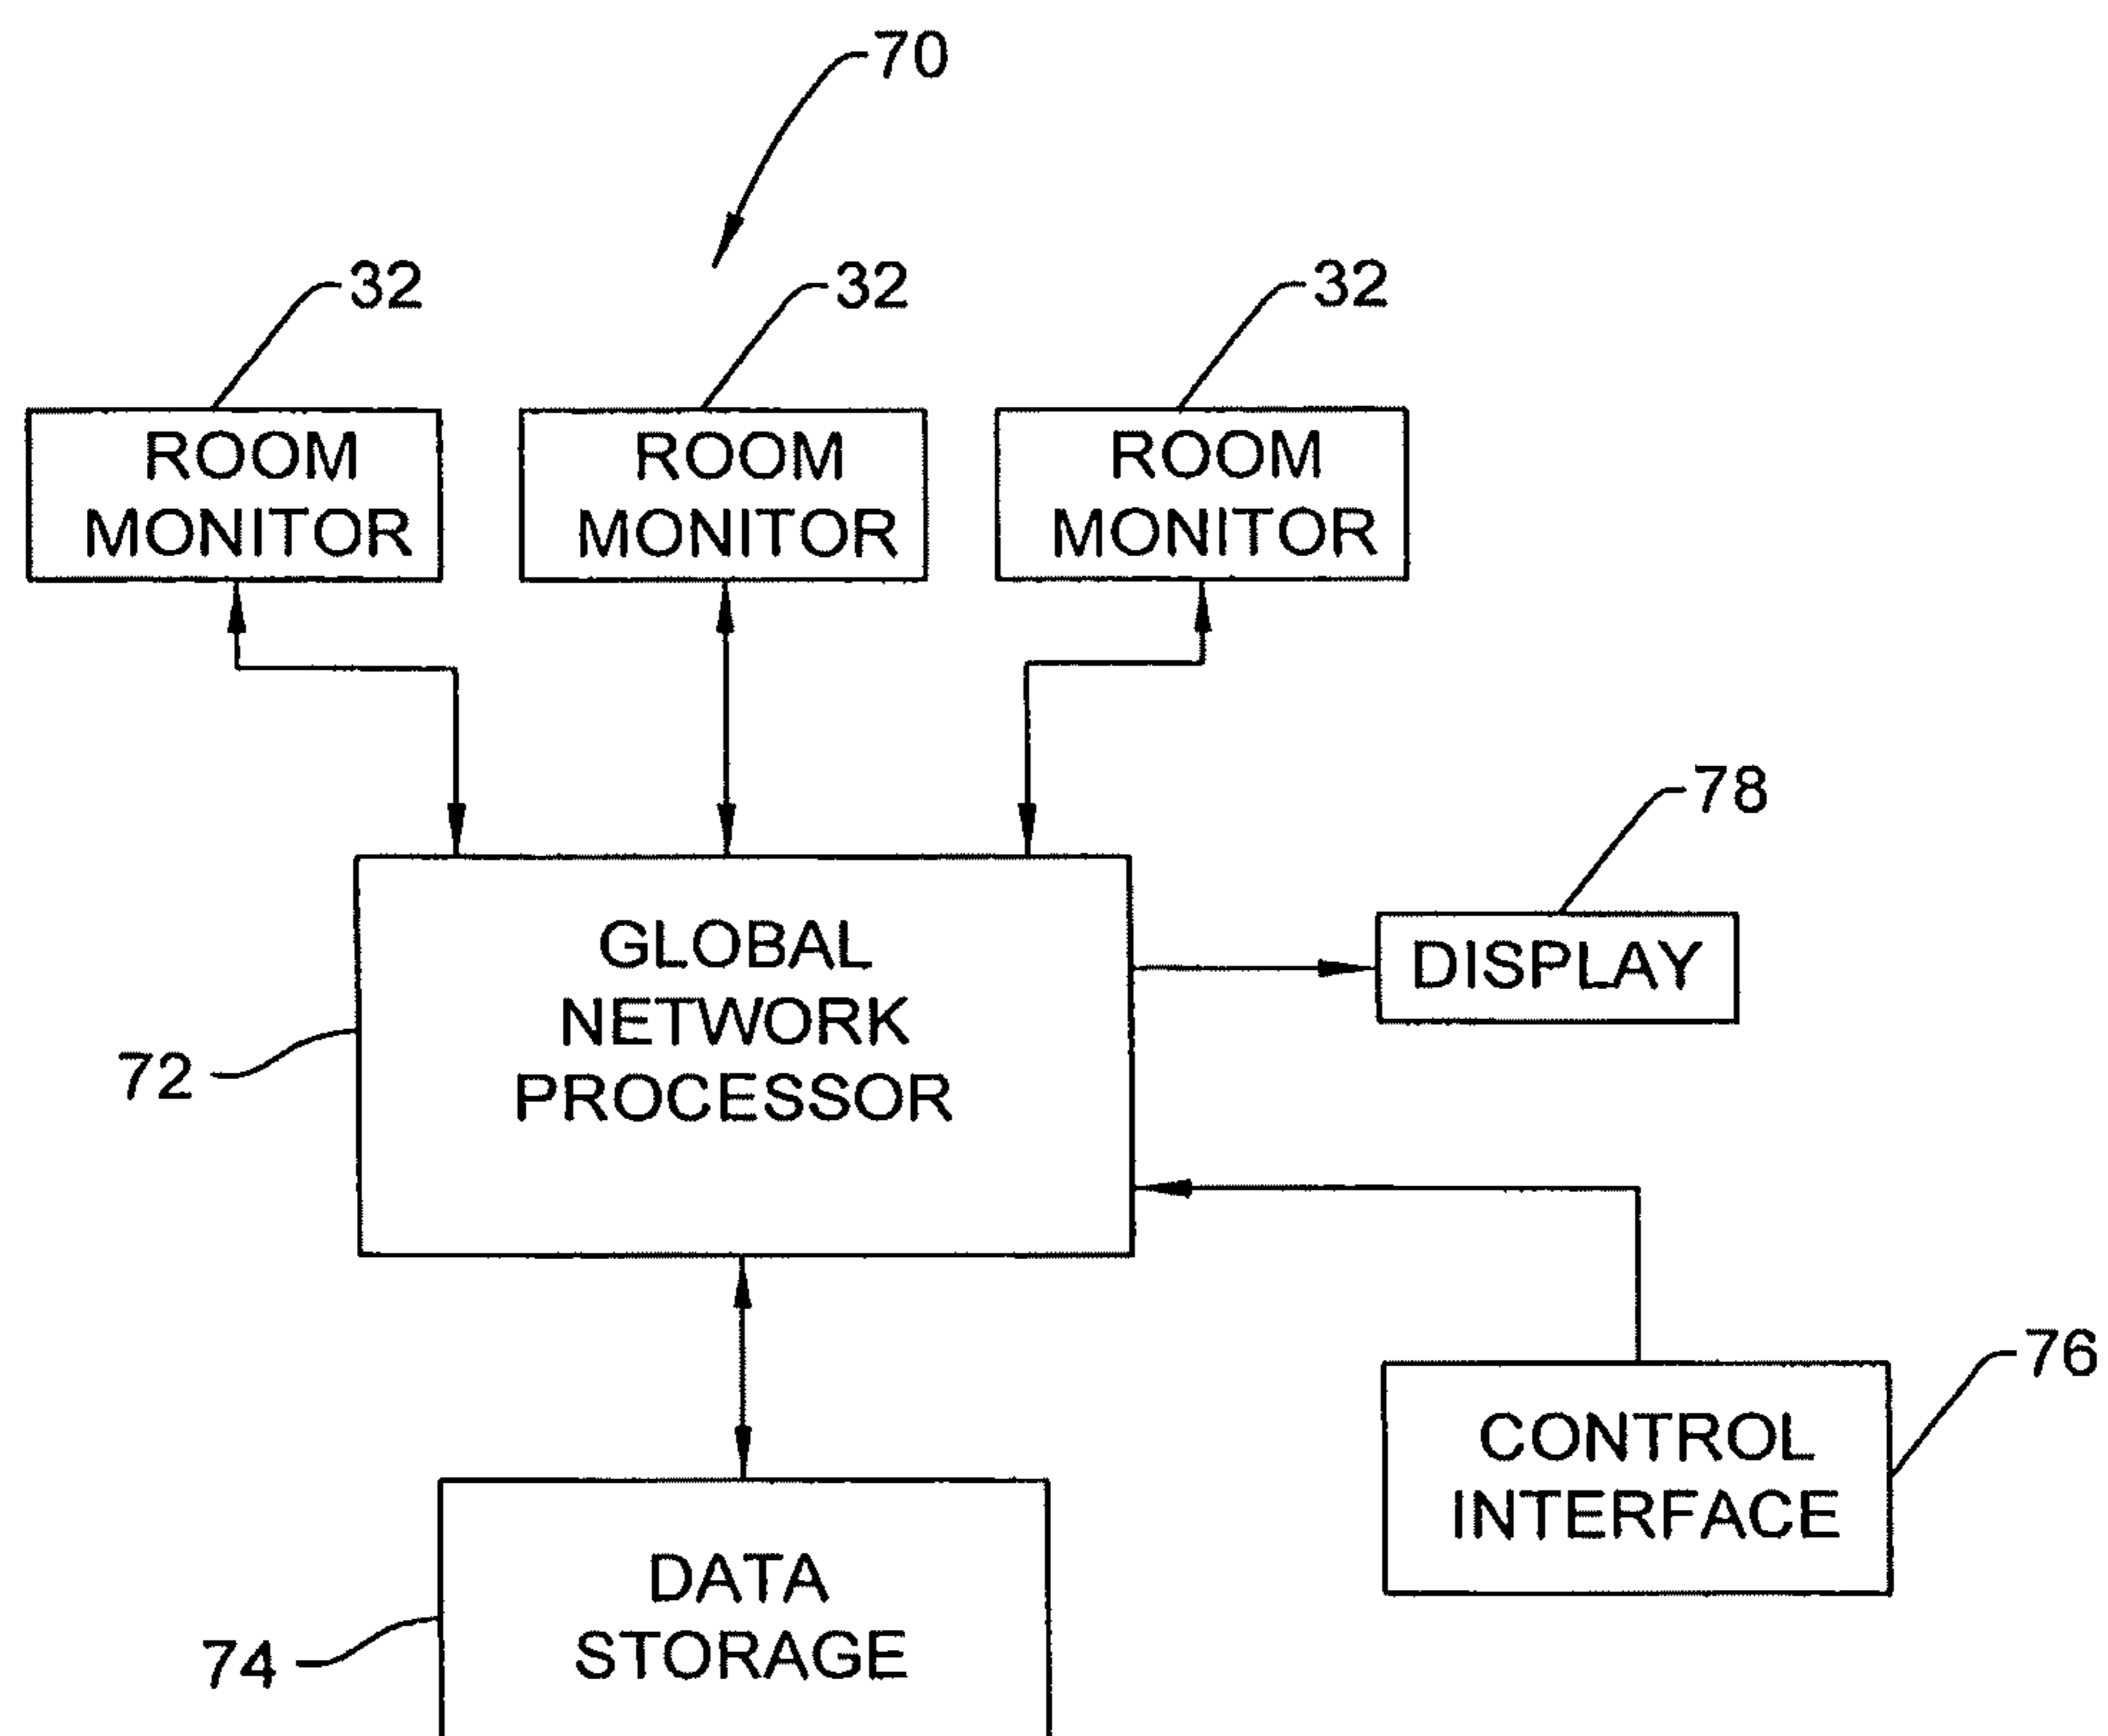 70
32
32
32
ROOM
MONITOR
ROOM
MONITOR
ROOM
MONITOR
78
GLOBAL
NETWORK
PROCESSOR
DISPLAY
72
76
CONTROL
INTERFACE
DATA
STORAGE
74